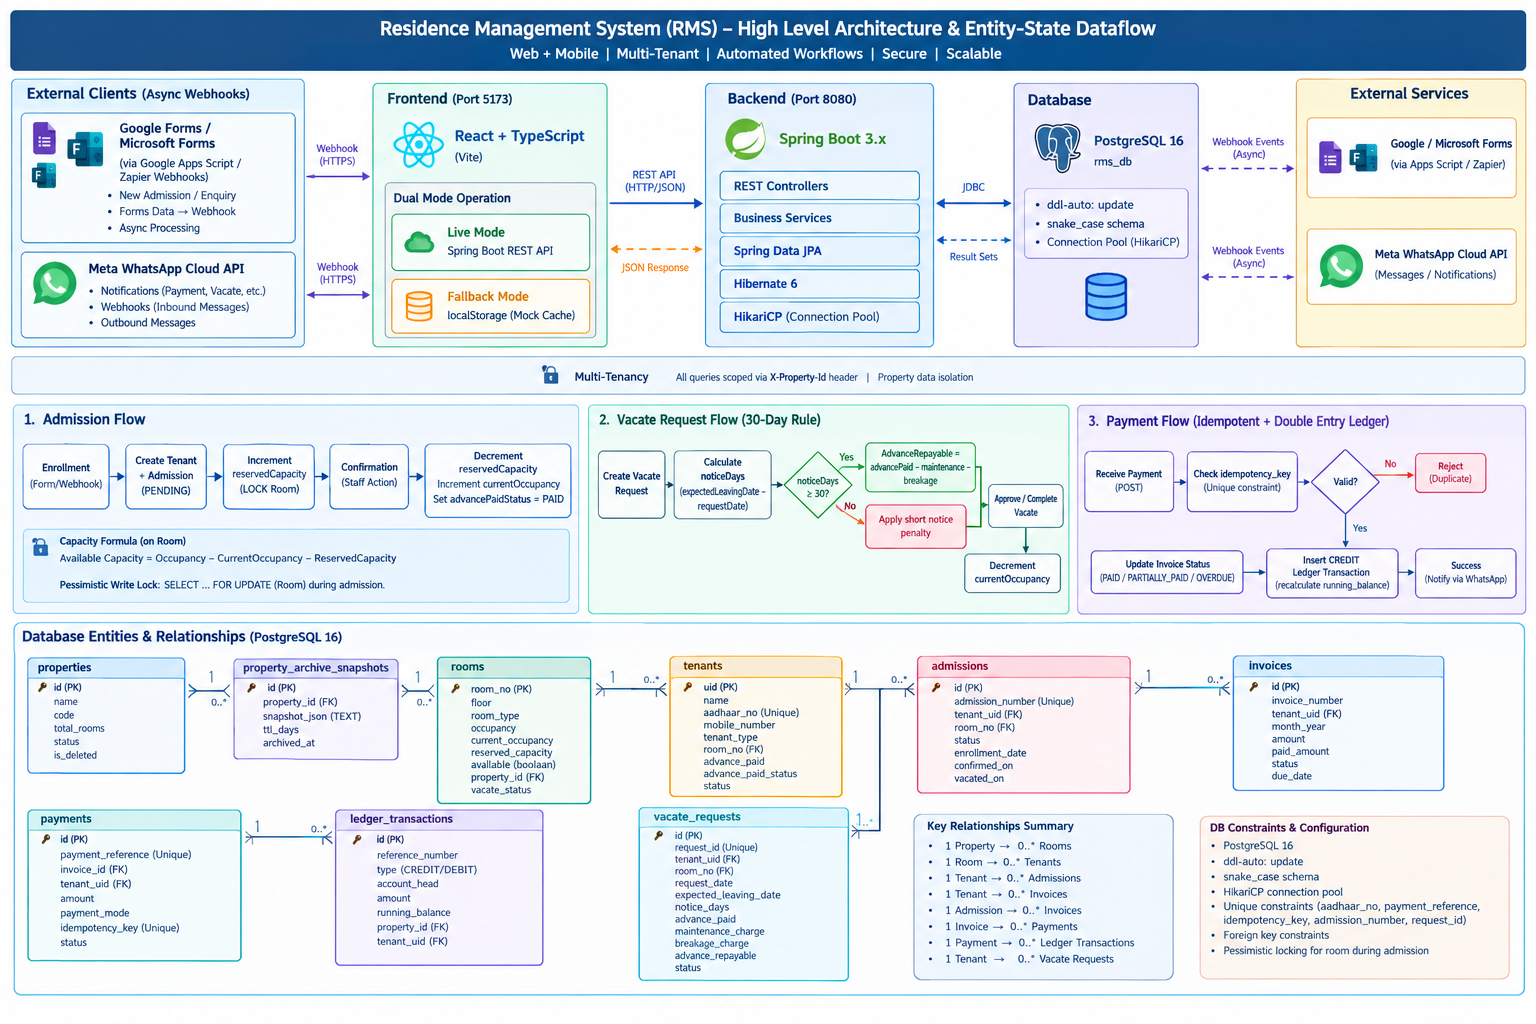 Residence Management System (RMS) – High Level Architecture & Entity-State Dataflow
Web + Mobile | Multi-Tenant | Automated Workflows | Secure | Scalable
External Clients (Async Webhooks)
Google Forms /
Microsoft Forms
(via Google Apps Script /
Zapier Webhooks)
• New Admission / Enquiry
• Forms Data → Webhook
• Async Processing
Meta WhatsApp Cloud API
• Notifications (Payment, Vacate, etc.)
• Webhooks (Inbound Messages)
• Outbound Messages
Webhook
(HTTPS)
Webhook
(HTTPS)
Frontend (Port 5173)
React + TypeScript
(Vite)
Dual Mode Operation
Live Mode
Spring Boot REST API
Fallback Mode
localStorage (Mock Cache)
REST API
(HTTP/JSON)
JSON Response
Backend (Port 8080)
Spring Boot 3.x
REST Controllers
Business Services
Spring Data JPA
Hibernate 6
HikariCP (Connection Pool)
JDBC
Result Sets
Database
PostgreSQL 16
rms_db
• ddl-auto: update
• snake_case schema
• Connection Pool (HikariCP)
Webhook Events
(Async)
Webhook Events
(Async)
External Services
Google / Microsoft Forms
(via Apps Script / Zapier)
Meta WhatsApp Cloud API
(Messages / Notifications)
Multi-Tenancy All queries scoped via X-Property-Id header | Property data isolation
1. Admission Flow
Enrollment
(Form/Webhook)
Create Tenant
+ Admission
(PENDING)
Increment
reservedCapacity
(LOCK Room)
Confirmation
(Staff Action)
Decrement
reservedCapacity
Increment currentOccupancy
Set advancePaidStatus = PAID
Capacity Formula (on Room)
Available Capacity = Occupancy – CurrentOccupancy – ReservedCapacity
Pessimistic Write Lock: SELECT ... FOR UPDATE (Room) during admission.
2. Vacate Request Flow (30-Day Rule)
Create Vacate
Request
Calculate
noticeDays
(expectedLeavingDate –
requestDate)
noticeDays
≥ 30?
Yes
AdvanceRepayable =
advancePaid – maintenance –
breakage
No
Apply short notice
penalty
Approve / Complete
Vacate
Decrement
currentOccupancy
3. Payment Flow (Idempotent + Double Entry Ledger)
Receive Payment
(POST)
Check idempotency_key
(Unique constraint)
Valid?
No
Reject
(Duplicate)
Yes
Update Invoice Status
(PAID / PARTIALLY_PAID / OVERDUE)
Insert CREDIT
Ledger Transaction
(recalculate running_balance)
Success
(Notify via WhatsApp)
Database Entities & Relationships (PostgreSQL 16)
properties
id (PK)
name
code
total_rooms
status
is_deleted
1
0..*
property_archive_snapshots
id (PK)
property_id (FK)
snapshot_json (TEXT)
ttl_days
archived_at
1
0..*
rooms
room_no (PK)
floor
room_type
occupancy
current_occupancy
reserved_capacity
available (boolaan)
property_id (FK)
vacate_status
1
0..*
tenants
uid (PK)
name
aadhaar_no (Unique)
mobile_number
tenant_type
room_no (FK)
advance_paid
advance_paid_status
status
1
0..*
admissions
id (PK)
admission_number (Unique)
tenant_uid (FK)
room_no (FK)
status
enrollment_date
confirmed_on
vacated_on
1
0..*
invoices
id (PK)
invoice_number
tenant_uid (FK)
month_year
amount
paid_amount
status
due_date
payments
id (PK)
payment_reference (Unique)
invoice_id (FK)
tenant_uid (FK)
amount
payment_mode
idempotency_key (Unique)
status
1
0..*
ledger_transactions
id (PK)
reference_number
type (CREDIT/DEBIT)
account_head
amount
running_balance
property_id (FK)
tenant_uid (FK)
vacate_requests
id (PK)
request_id (Unique)
tenant_uid (FK)
room_no (FK)
request_date
expected_leaving_date
notice_days
advance_paid
maintenance_charge
breakage_charge
advance_repayable
status
1..*
Key Relationships Summary
• 1 Property → 0..* Rooms
• 1 Room → 0..* Tenants
• 1 Tenant → 0..* Admissions
• 1 Tenant → 0..* Invoices
• 1 Admission → 0..* Invoices
• 1 Invoice → 0..* Payments
• 1 Payment → 0..* Ledger Transactions
• 1 Tenant → 0..* Vacate Requests
DB Constraints & Configuration
• PostgreSQL 16
• ddl-auto: update
• snake_case schema
• HikariCP connection pool
• Unique constraints (aadhaar_no, payment_reference,
idempotency_key, admission_number, request_id)
• Foreign key constraints
• Pessimistic locking for room during admission